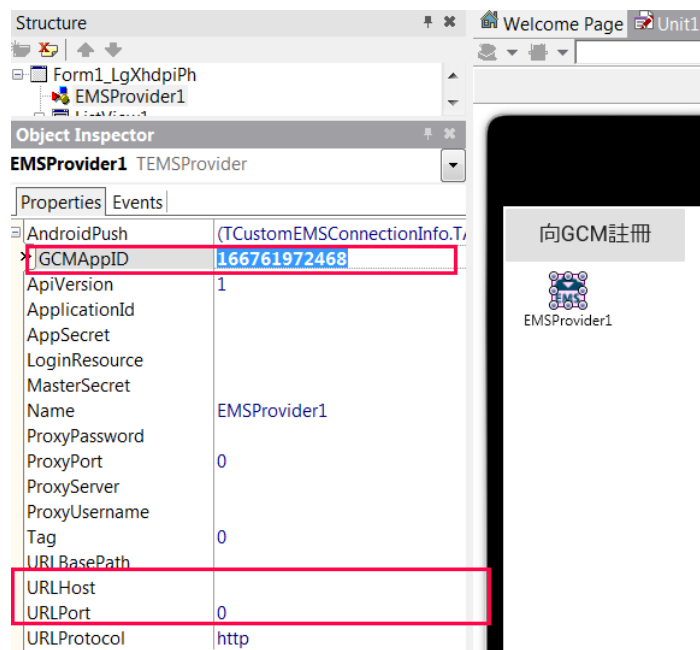 Structure
Form1_LgXhdpiPh
EMSProvider1
ListView1
Object Inspector
EMSProvider1 TEMSProvider
Properties Events
AndroidPush (TCustomEMSConnectionInfo.TA
GCMAppID 166761972468
ApiVersion 1
ApplicationId
AppSecret
LoginResource
MasterSecret
Name EMSProvider1
ProxyPassword
ProxyPort 0
ProxyServer
ProxyUsername
Tag 0
URLBasePath
URLHost
URLPort 0
URLProtocol http
Welcome Page Unit1
向GCM註冊
EMS
EMSProvider1